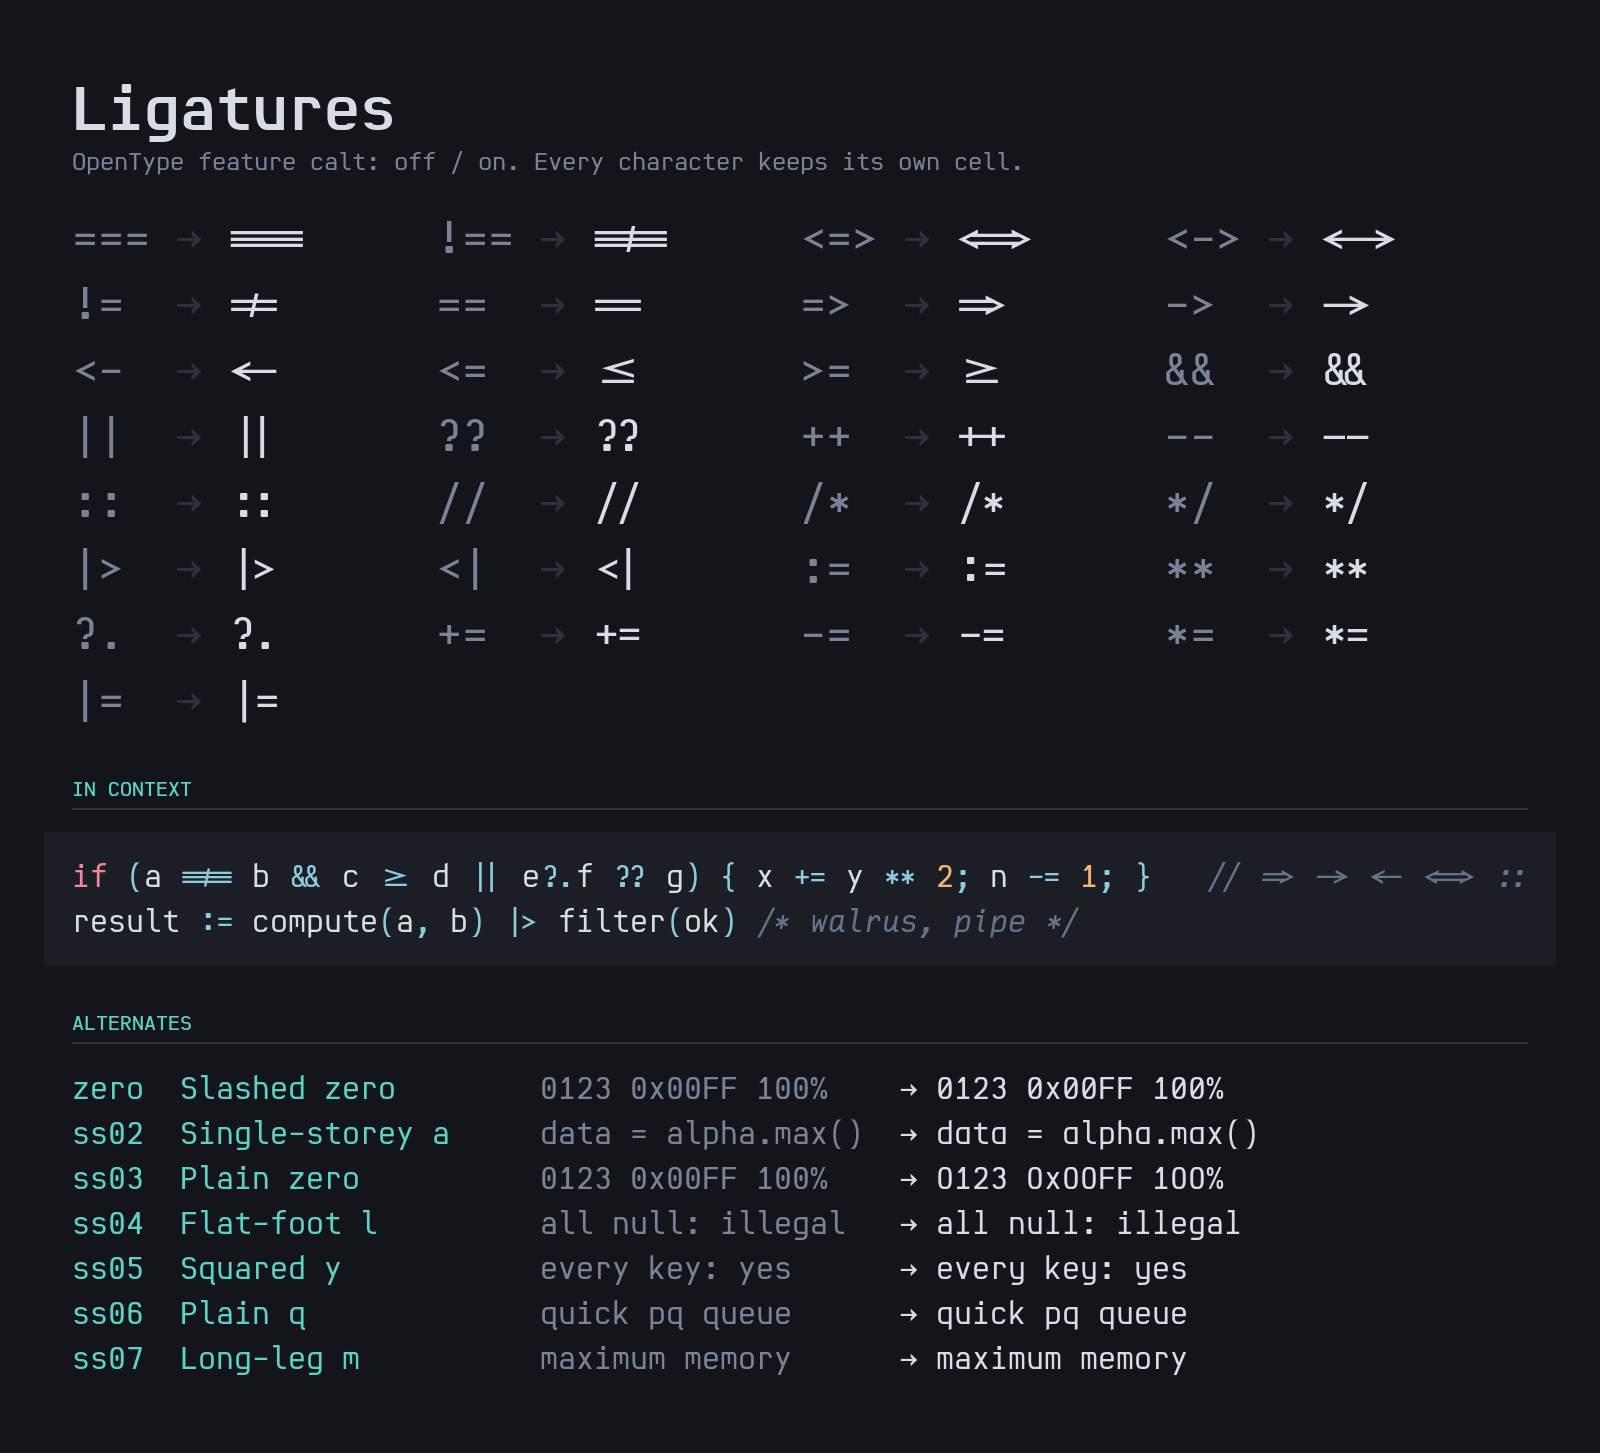 Ligatures
OpenType feature calt: off / on. Every character keeps its own cell.
=== → === !== → !== <=> → <=> <-> → <->
!= → != == → == => → => -> → ->
<- → <- <= → <= >= → >= && → &&
|| → || ?? → ?? ++ → ++ -- → --
:: → :: // → // /* → /* */ → */
|> → |> <| → <| := → := ** → **
?. → ?. += → += -= → -= *= → *=
|= → |=
IN CONTEXT
if (a !== b && c >= d || e?.f ?? g) { x += y ** 2; n -= 1; } // => -> <- <=> ::
result := compute(a, b) |> filter(ok) /* walrus, pipe */
ALTERNATES
zero Slashed zero 0123 0x00FF 100% → 0123 0x00FF 100%
ss02 Single-storey a data = alpha.max() → data = alpha.max()
ss03 Plain zero 0123 0x00FF 100% → 0123 0x00FF 100%
ss04 Flat-foot l all null: illegal → all null: illegal
ss05 Squared y every key: yes → every key: yes
ss06 Plain q quick pq queue → quick pq queue
ss07 Long-leg m maximum memory → maximum memory